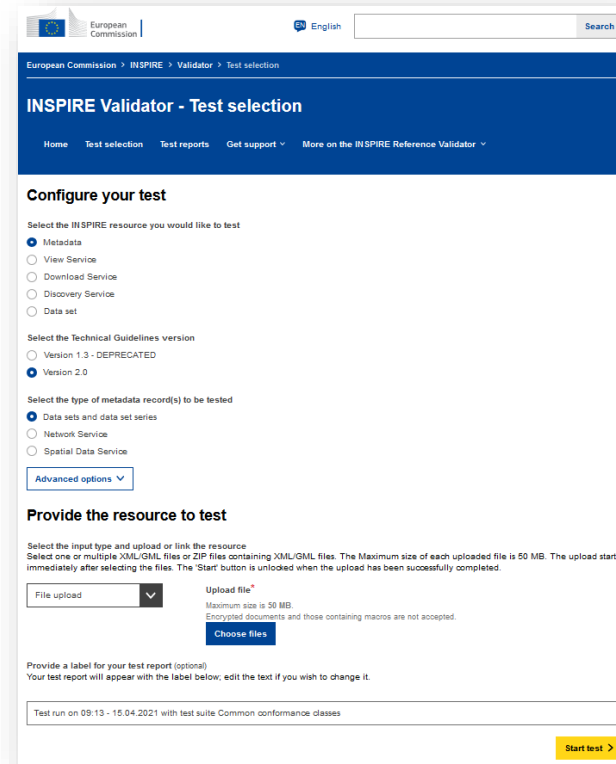 European
Commission
EN English
Search
European Commission > INSPIRE > Validator > Test selection
INSPIRE Validator - Test selection
Home Test selection Test reports Get support More on the INSPIRE Reference Validator
Configure your test
Select the INSPIRE resource you would like to test
Metadata
View Service
Download Service
Discovery Service
Data set
Select the Technical Guidelines version
Version 1.3 - DEPRECATED
Version 2.0
Select the type of metadata record(s) to be tested
Data sets and data set series
Network Service
Spatial Data Service
Advanced options
Provide the resource to test
Select the input type and upload or link the resource
Select one or multiple XML/GML files or ZIP files containing XML/GML files. The Maximum size of each uploaded file is 50 MB. The upload start
immediately after selecting the files. The 'Start' button is unlocked when the upload has been successfully completed.
File upload
Upload file*
Maximum size is 50 MB.
Encrypted documents and those containing macros are not accepted.
Choose files
Provide a label for your test report (optional)
Your test report will appear with the label below; edit the text if you wish to change it.
Test run on 09:13 - 15.04.2021 with test suite Common conformance classes
Start test >